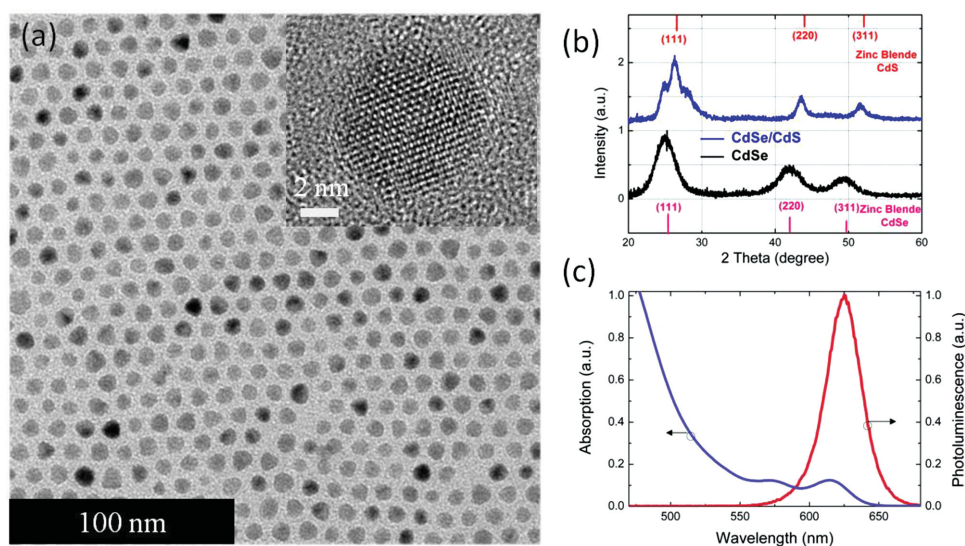 (a)
2 nm
100 nm
(b)
(111)
(220)
(311)
Zinc Blende
CdS
2
1
0
Intensity (a.u.)
CdSe/CdS
CdSe
(111)
(220)
(311)
Zinc Blende
CdSe
20
30
40
50
60
2 Theta (degree)
(c)
Absorption (a.u.)
1.0
0.8
0.6
0.4
0.2
0.0
1.0
0.8
0.6
0.4
0.2
0.0
Photoluminescence (a.u.)
500
550
600
650
Wavelength (nm)